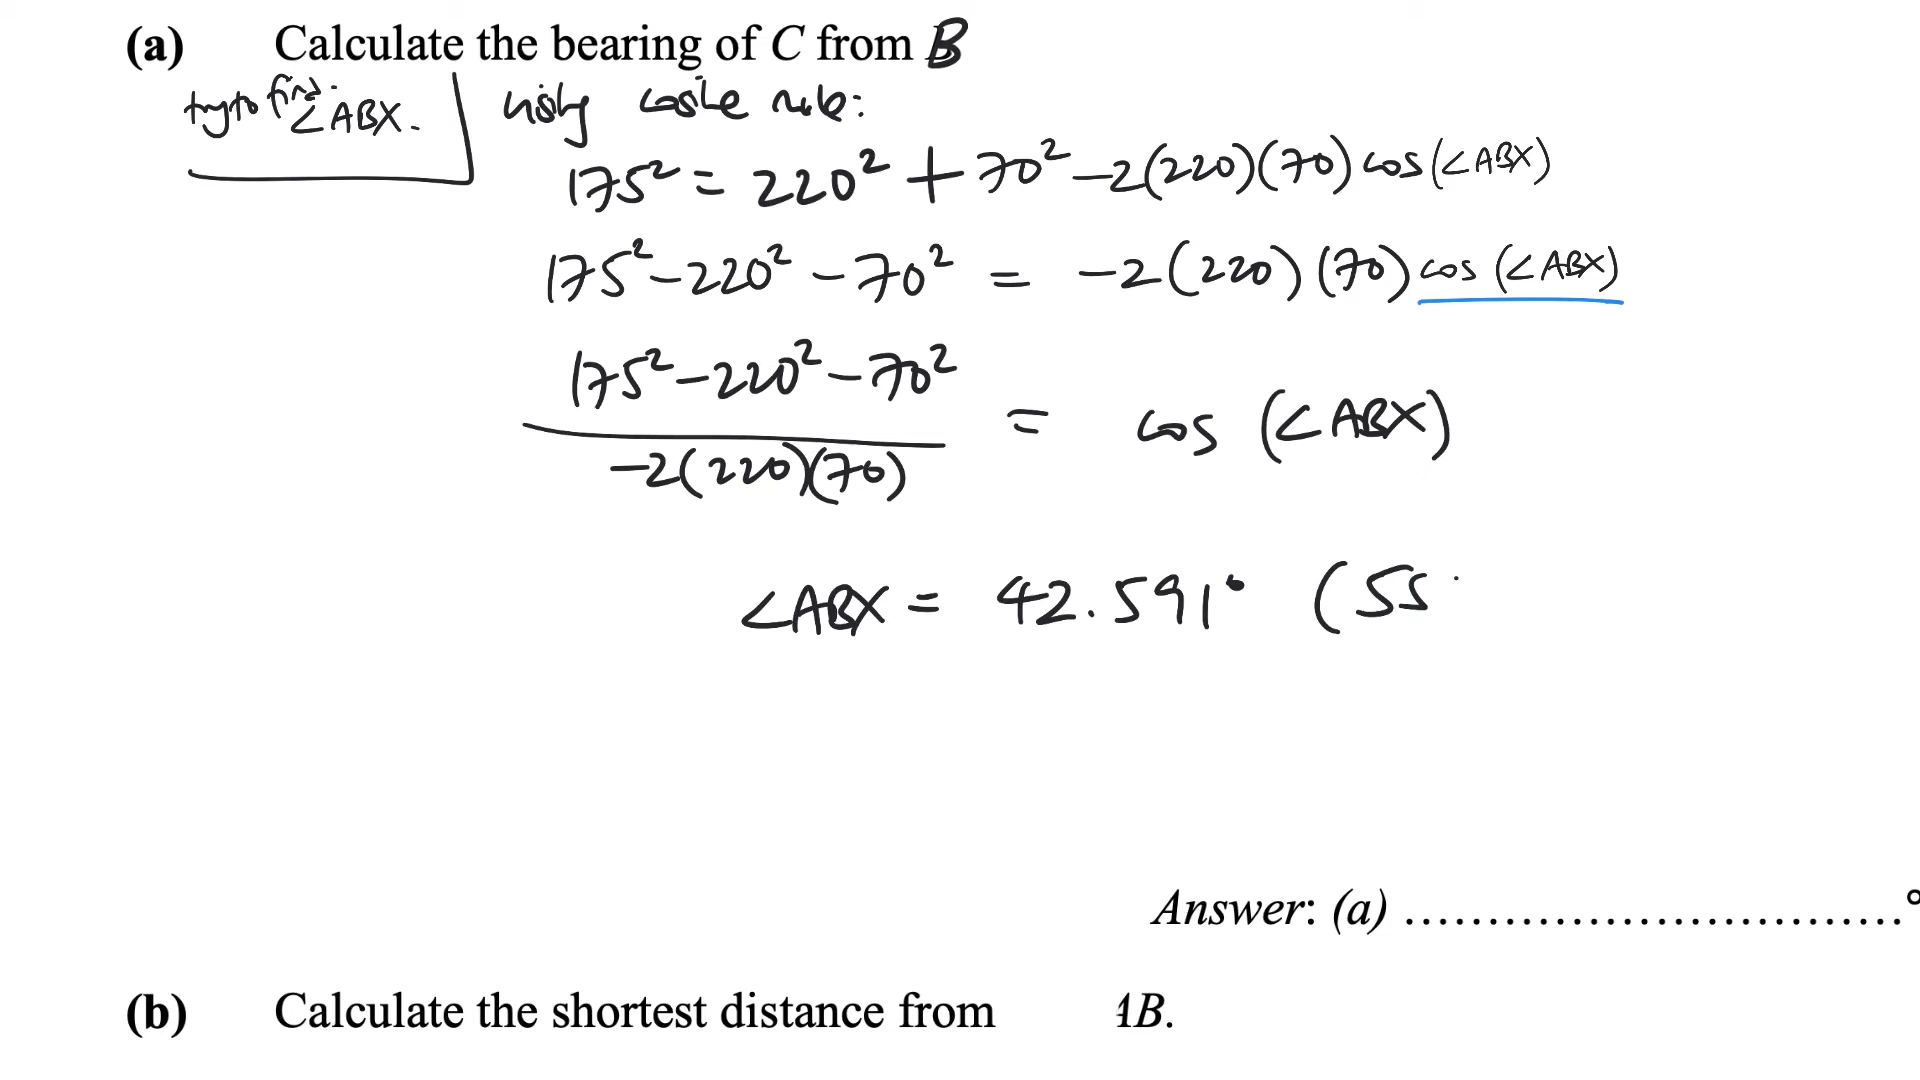 (a) Calculate the bearing of C from B
try to find ∠ABX.
using cosine rule:
175² = 220² + 70² −2(220)(70) cos(∠ABX)
175² −220² −70² = −2(220)(70) cos (∠ABX)
175² −220² −70²
−2(220)(70)
= cos (∠ABX)
∠ABX = 42.591° (5S
Answer: (a) ..............................°
(b) Calculate the shortest distance from AB.